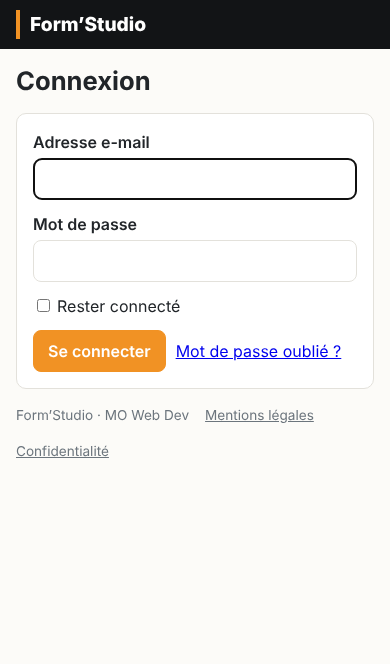 Form’Studio
Connexion
Adresse e-mail
Mot de passe
Rester connecté
Se connecter Mot de passe oublié ?
Form’Studio · MO Web Dev Mentions légales
Confidentialité